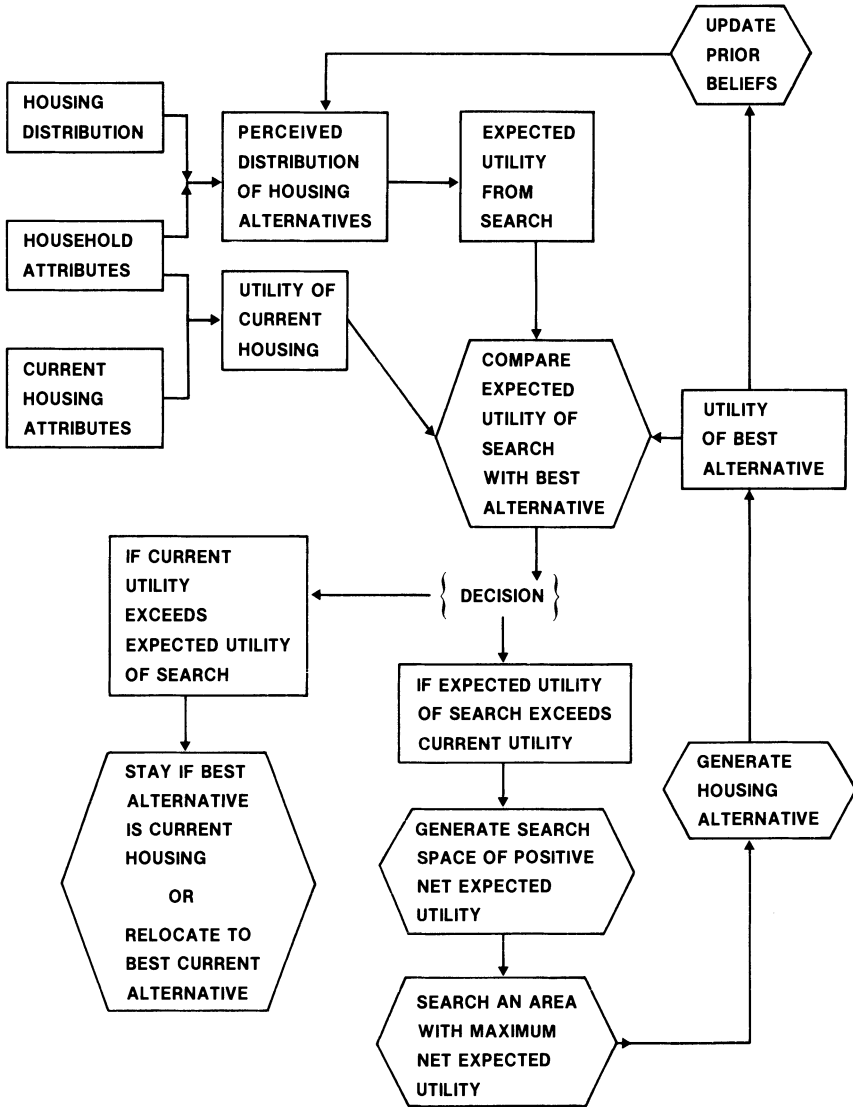 UPDATE
PRIOR
BELIEFS
HOUSING
DISTRIBUTION
PERCEIVED
DISTRIBUTION
OF HOUSING
ALTERNATIVES
EXPECTED
UTILITY
FROM
SEARCH
HOUSEHOLD
ATTRIBUTES
UTILITY OF
CURRENT
HOUSING
CURRENT
HOUSING
ATTRIBUTES
COMPARE
EXPECTED
UTILITY OF
SEARCH
WITH BEST
ALTERNATIVE
UTILITY
OF BEST
ALTERNATIVE
{ DECISION }
IF CURRENT
UTILITY
EXCEEDS
EXPECTED UTILITY
OF SEARCH
IF EXPECTED UTILITY
OF SEARCH EXCEEDS
CURRENT UTILITY
STAY IF BEST
ALTERNATIVE
IS CURRENT
HOUSING
OR
RELOCATE TO
BEST CURRENT
ALTERNATIVE
GENERATE SEARCH
SPACE OF POSITIVE
NET EXPECTED
UTILITY
GENERATE
HOUSING
ALTERNATIVE
SEARCH AN AREA
WITH MAXIMUM
NET EXPECTED
UTILITY